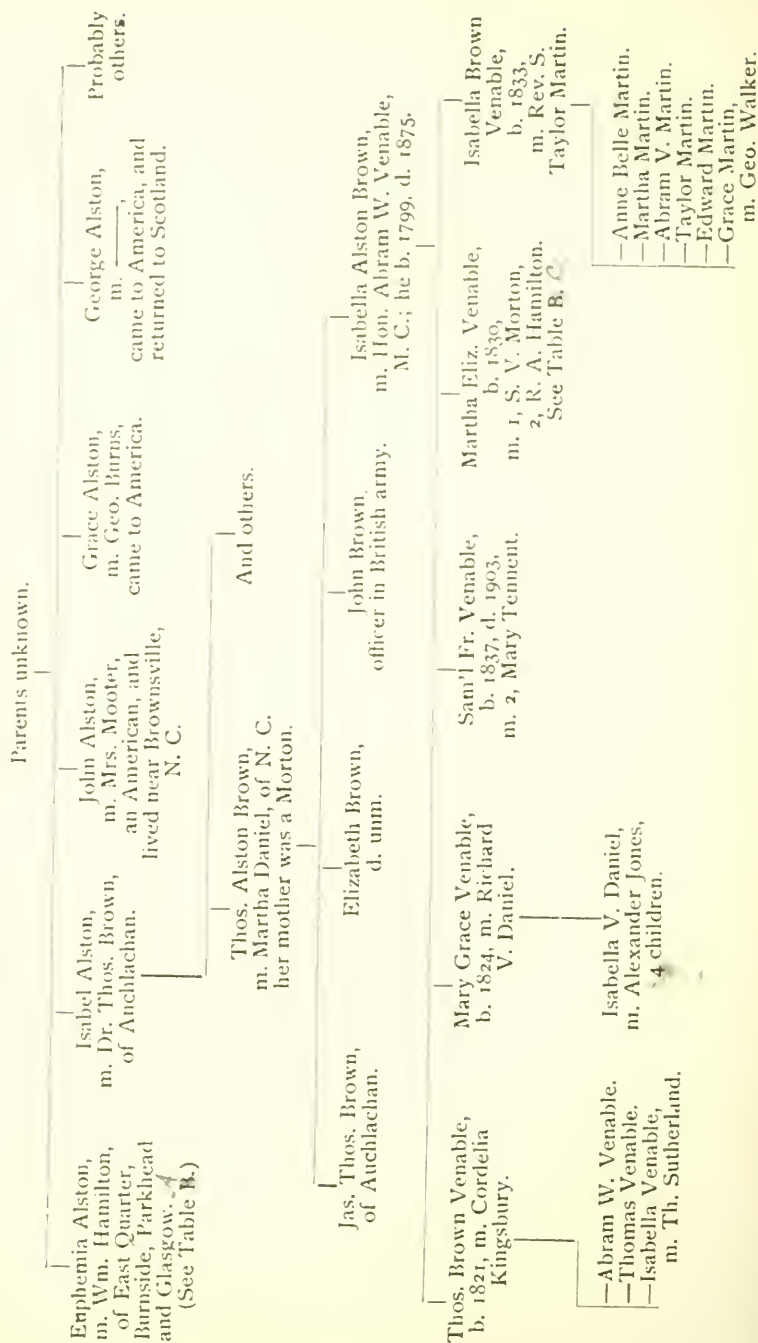 Parents unknown.
Euphemia Alston,
m. Wm. Hamilton,
of East Quarter,
Burnside, Parkhead
and Glasgow. A
(See Table B.)
Isabel Alston,
m. Dr. Thos. Brown,
of Auchlachan.
John Alston,
m. Mrs. Mooter,
an American, and
lived near Brownsville,
N. C.
Grace Alston,
m. Geo. Burns,
came to America.
George Alston,
m. ———,
came to America, and
returned to Scotland.
Probably
others.
Thos. Alston Brown,
m. Martha Daniel, of N. C.
her mother was a Morton.
And others.
Jas. Thos. Brown,
of Auchlachan.
Elizabeth Brown,
d. unm.
John Brown,
officer in British army.
Isabella Alston Brown,
m. Hon. Abram W. Venable,
M. C.; he b. 1799, d. 1875.
Thos. Brown Venable,
b. 1821, m. Cordelia
Kingsbury.
Mary Grace Venable,
b. 1824, m. Richard
V. Daniel.
Sam'l Fr. Venable,
b. 1837, d. 1903,
m. 2, Mary Tennent.
Martha Eliz. Venable,
b. 1830,
m. 1, S. V. Morton,
2, R. A. Hamilton.
See Table B. C
Isabella Brown
Venable,
b. 1833,
m. Rev. S.
Taylor Martin.
—Abram W. Venable.
—Thomas Venable.
—Isabella Venable,
m. Th. Sutherland.
Isabella V. Daniel,
m. Alexander Jones,
4 children.
—Anne Belle Martin.
—Martha Martin.
—Abram V. Martin.
—Taylor Martin.
—Edward Martin.
—Grace Martin,
m. Geo. Walker.